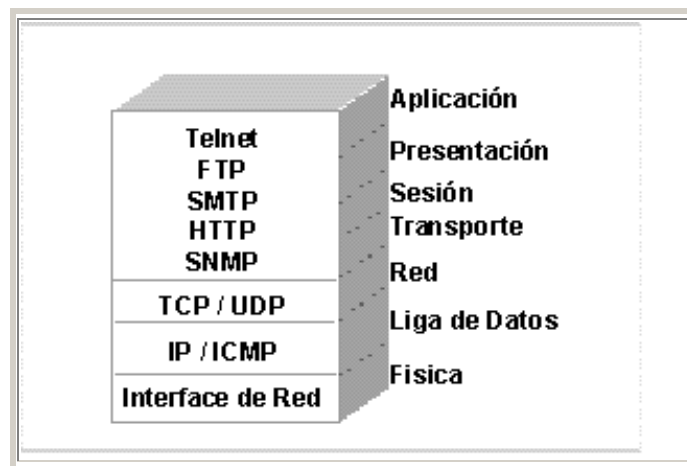 Telnet
FTP
SMTP
HTTP
SNMP
TCP / UDP
IP / ICMP
Interface de Red
Aplicación
Presentación
Sesión
Transporte
Red
Liga de Datos
Fisica